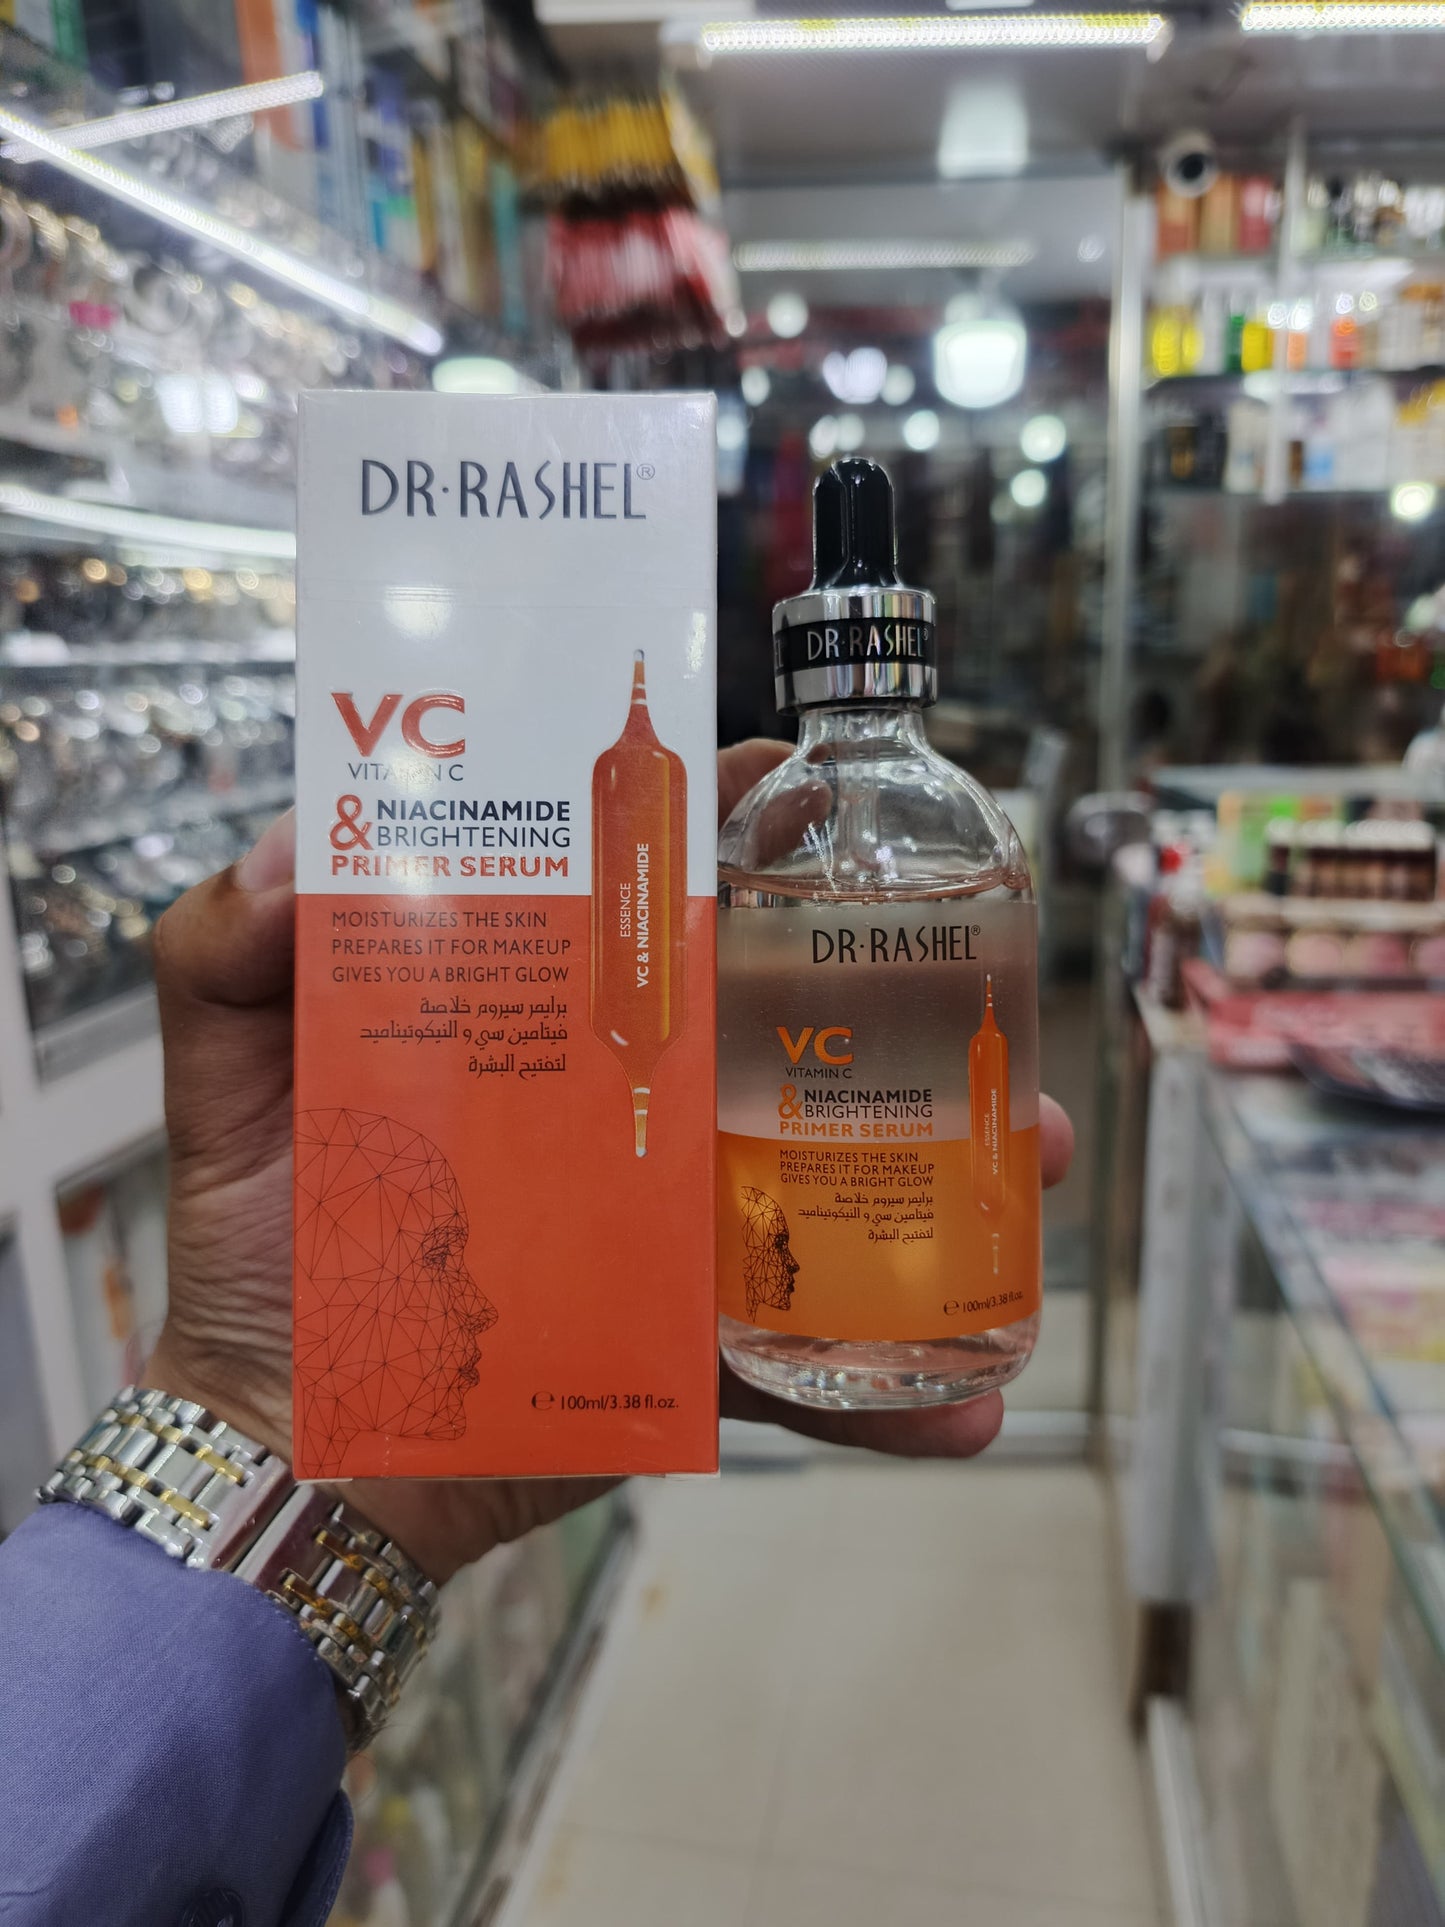 DR·RASHEL®
VC
VITAMIN C
& NIACINAMIDE
BRIGHTENING
PRIMER SERUM
MOISTURIZES THE SKIN
PREPARES IT FOR MAKEUP
GIVES YOU A BRIGHT GLOW
برايمر سيروم خلاصة
فيتامين سي و النيكوتيناميد
لتفتيح البشرة
ESSENCE
VC & NIACINAMIDE
℮ 100ml/3.38 fl.oz.
DR·RASHEL®
DR·RASHEL®
VC
VITAMIN C
& NIACINAMIDE
BRIGHTENING
PRIMER SERUM
MOISTURIZES THE SKIN
PREPARES IT FOR MAKEUP
GIVES YOU A BRIGHT GLOW
برايمر سيروم خلاصة
فيتامين سي و النيكوتيناميد
لتفتيح البشرة
ESSENCE
VC & NIACINAMIDE
℮ 100ml/3.38 fl.oz.